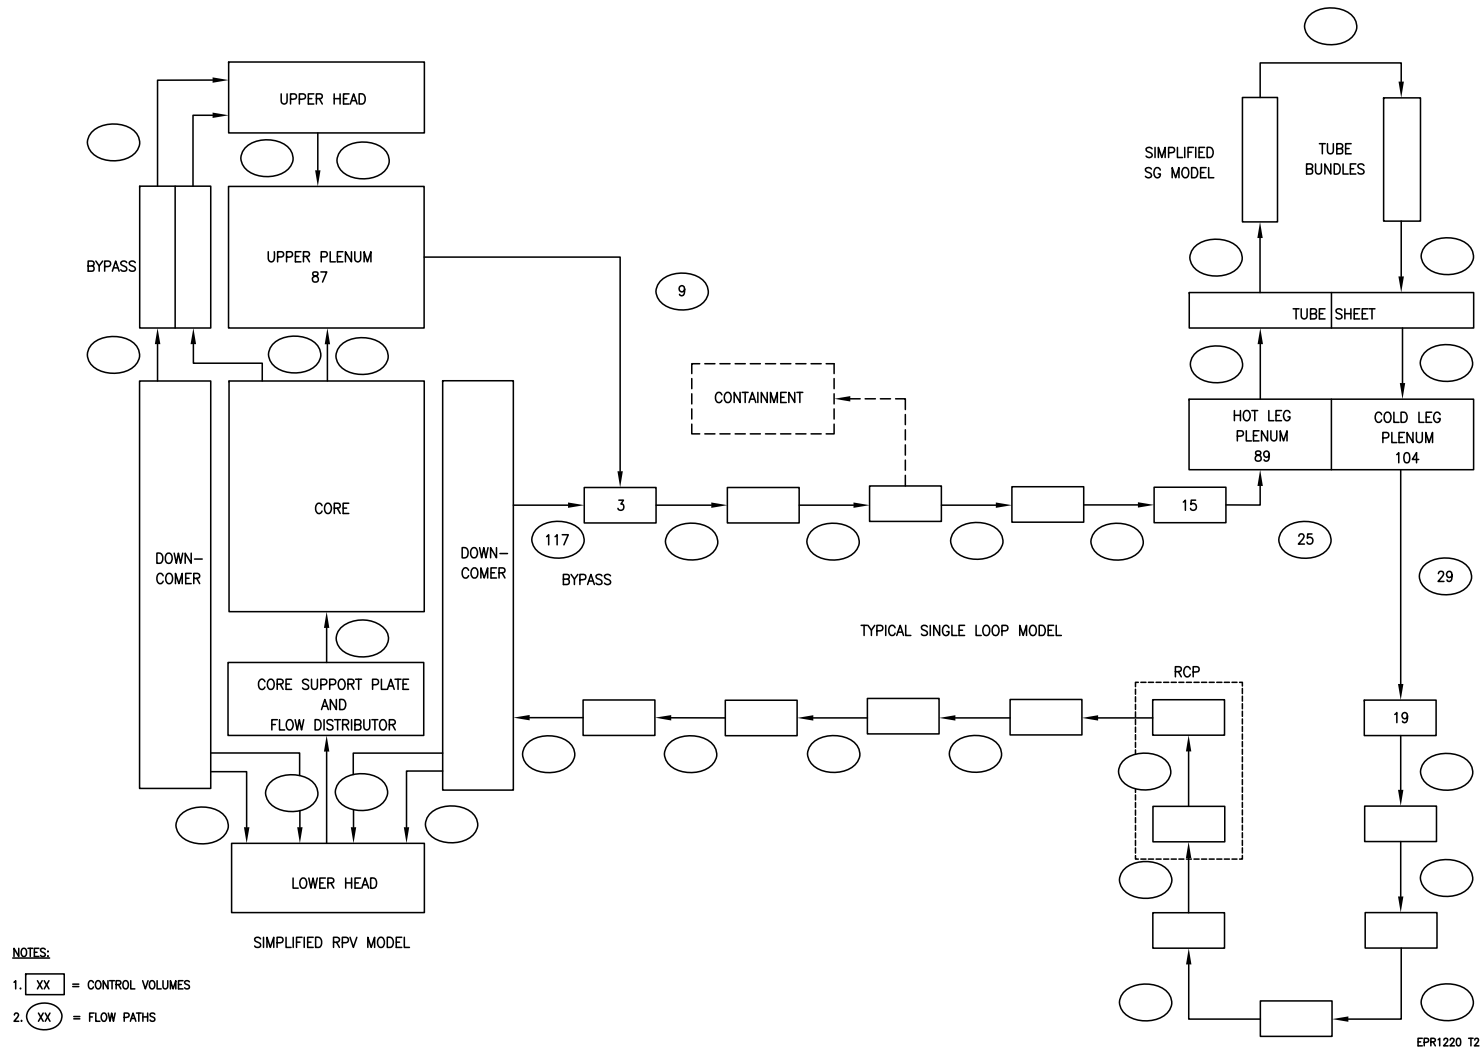 UPPER HEAD
SIMPLIFIED
SG MODEL
TUBE
BUNDLES
BYPASS
UPPER PLENUM
87
9
TUBE SHEET
CONTAINMENT
HOT LEG
PLENUM
89
COLD LEG
PLENUM
104
CORE
3
15
DOWN-
COMER
DOWN-
COMER
117
BYPASS
25
29
TYPICAL SINGLE LOOP MODEL
CORE SUPPORT PLATE
AND
FLOW DISTRIBUTOR
RCP
19
LOWER HEAD
SIMPLIFIED RPV MODEL
NOTES:
1. XX = CONTROL VOLUMES
2. XX = FLOW PATHS
EPR1220 T2